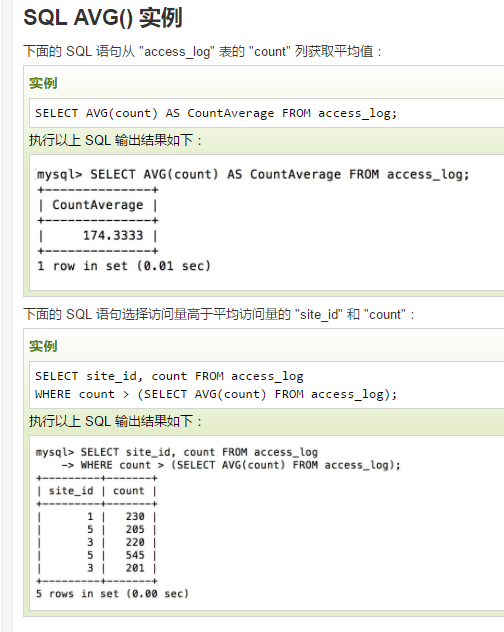 SQL AVG() 实例
下面的 SQL 语句从 "access_log" 表的 "count" 列获取平均值：
实例
SELECT AVG(count) AS CountAverage FROM access_log;
执行以上 SQL 输出结果如下：
mysql> SELECT AVG(count) AS CountAverage FROM access_log;
+--------------+
| CountAverage |
+--------------+
|     174.3333 |
+--------------+
1 row in set (0.01 sec)
下面的 SQL 语句选择访问量高于平均访问量的 "site_id" 和 "count"：
实例
SELECT site_id, count FROM access_log
WHERE count > (SELECT AVG(count) FROM access_log);
执行以上 SQL 输出结果如下：
mysql> SELECT site_id, count FROM access_log
    -> WHERE count > (SELECT AVG(count) FROM access_log);
+---------+-------+
| site_id | count |
+---------+-------+
|       1 |   230 |
|       5 |   205 |
|       3 |   220 |
|       5 |   545 |
|       3 |   201 |
+---------+-------+
5 rows in set (0.00 sec)